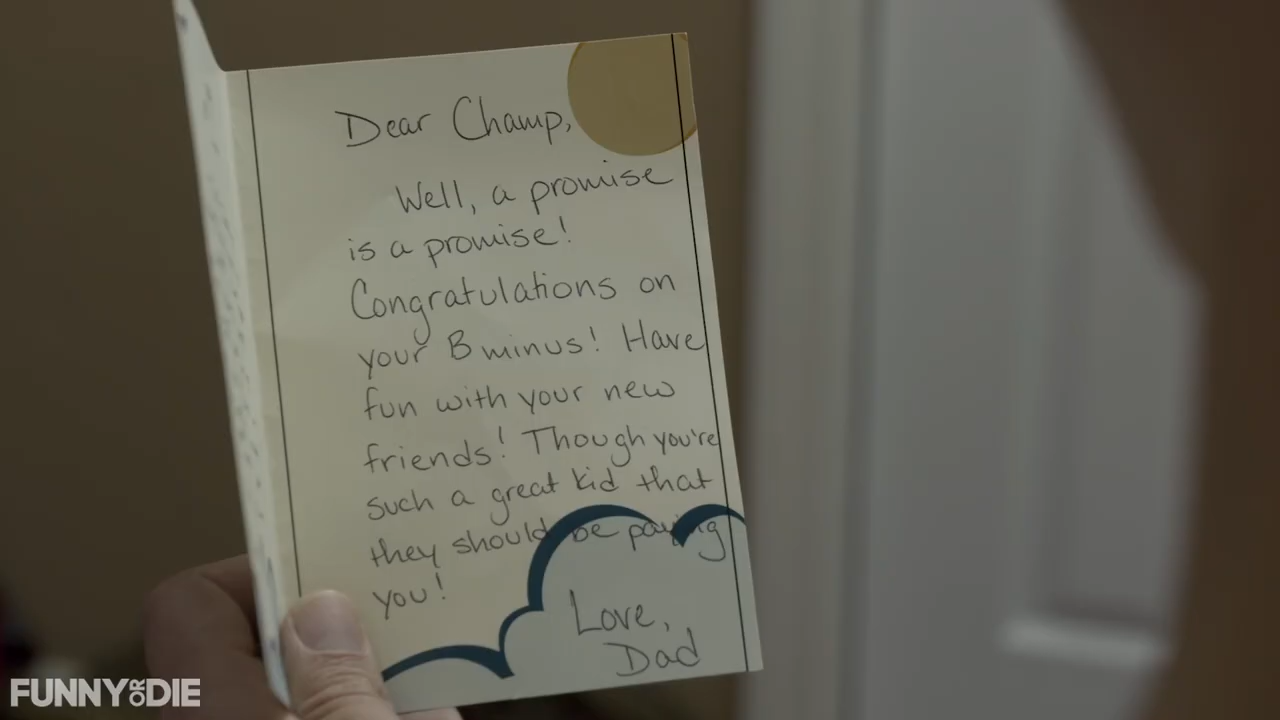 Dear Champ,
Well, a promise
is a promise!
Congratulations on
your B minus! Have
fun with your new
friends! Though you're
such a great kid that
they should be paying
you!
Love,
Dad
FUNNY OR DIE